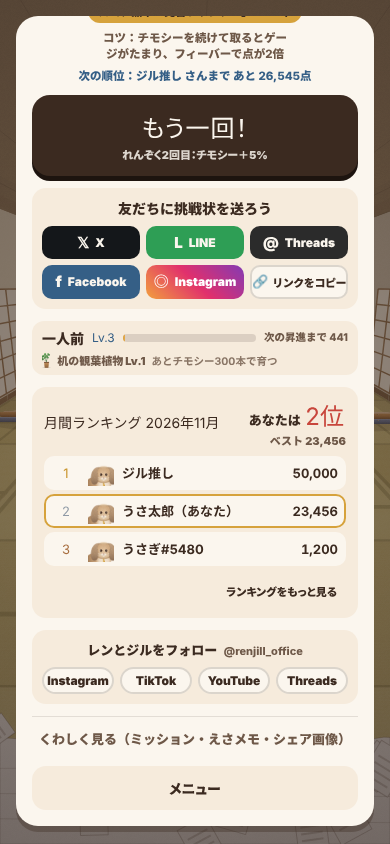 コツ：チモシーを続けて取るとゲー
ジがたまり、フィーバーで点が2倍
次の順位：ジル推し さんまで あと 26,545点
もう一回！
れんぞく2回目：チモシー＋5%
友だちに挑戦状を送ろう
𝕏 X
L LINE
@ Threads
f Facebook
◎ Instagram
🔗 リンクをコピー
一人前 Lv.3 次の昇進まで 441
🪴 机の観葉植物 Lv.1 あとチモシー300本で育つ
月間ランキング 2026年11月
あなたは 2位
ベスト 23,456
1 ジル推し 50,000
2 うさ太郎（あなた） 23,456
3 うさぎ#5480 1,200
ランキングをもっと見る
レンとジルをフォロー @renjill_office
Instagram
TikTok
YouTube
Threads
くわしく見る（ミッション・えさメモ・シェア画像）
メニュー